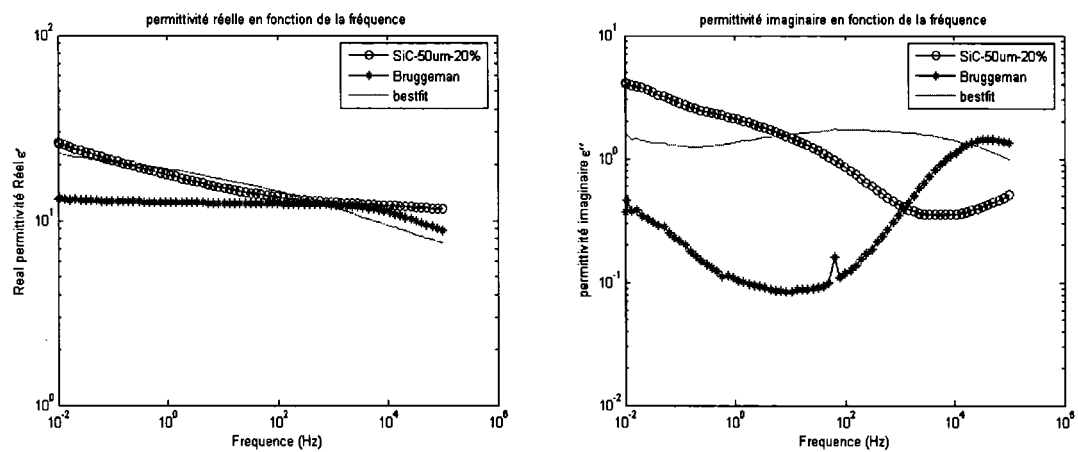 permittivité réelle en fonction de la fréquence
10^2
10^1
10^0
Real permittivity Réel ε'
SiC-50um-20%
Bruggeman
bestfit
10^-2
10^0
10^2
10^4
10^6
Frequence (Hz)
permittivité imaginaire en fonction de la fréquence
10^2
10^1
10^0
10^-1
10^-2
permittivité imaginaire ε''
SiC-50um-20%
Bruggeman
bestfit
10^-2
10^0
10^2
10^4
10^6
Frequence (Hz)